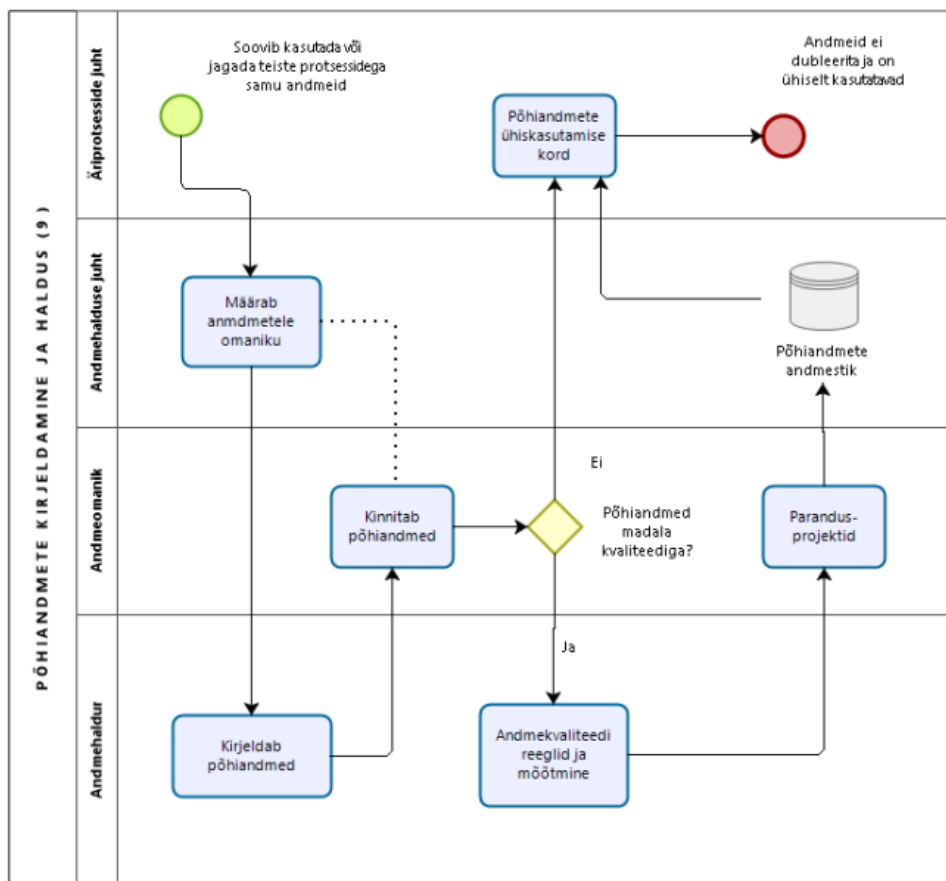 PÕHIANDMETE KIRJELDAMINE JA HALDUS (9)
Äriprotsesside juht
Soovib kasutada või
jagada teiste protsessidega
samu andmeid
Põhiandmete
ühiskasutamise
kord
Andmeid ei
dubleerita ja on
ühiselt kasutatavad
Andmehalduse juht
Määrab
anmdmetele
omaniku
Põhiandmete
andmestik
Andmeomanik
Kinnitab
põhiandmed
Ei
Põhiandmed
madala
kvaliteediga?
Parandus-
projektid
Andmehaldur
Kirjeldab
põhiandmed
Ja
Andmekvaliteedi
reeglid ja
mõõtmine